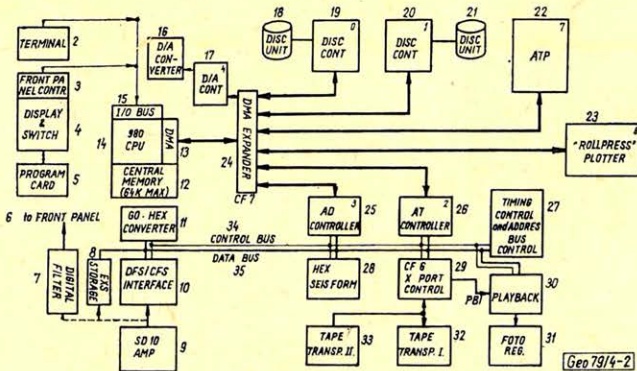 TERMINAL
2
FRONT PA
NEL CONTR.
3
DISPLAY
&
SWITCH
4
PROGRAM
CARD
5
6 to FRONT PANEL
7
DIGITAL
FILTER
8
EXS
STORAGE
SD 10
AMP
9
DFS/CFS
INTERFACE
10
GO·HEX
CONVERTER
11
15
I/O BUS
14
980
CPU
DMA
13
CENTRAL
MEMORY
(64K MAX)
12
16
D/A
CON-
VERTER
17
D/A
CONT
4
18
DISC
UNIT
19
DISC
CONT
0
20
DISC
CONT
1
21
DISC
UNIT
22
ATP
7
23
"ROLLPRESS"
PLOTTER
DMA EXPANDER
24
CF 7
AD
CONTROLLER
3
25
AT
CONTROLLER
2
26
TIMING
CONTROL
and ADDRES
BUS
CONTROL
27
34
CONTROL BUS
DATA BUS
35
HEX
SEIS FORM
28
CF 6
X PORT
CONTROL
29
PB
PLAYBACK
30
FOTO
REG.
31
TAPE
TRANSP. II.
33
TAPE
TRANSP. I.
32
Geo 79/4-2